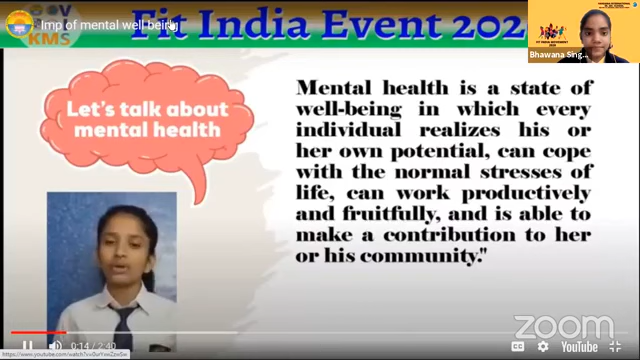 Imp of mental well being
KMS
Fit India Event 202
Bhawana Sing...
Let's talk about
mental health
Mental health is a state of
well-being in which every
individual realizes his or
her own potential, can cope
with the normal stresses of
life, can work productively
and fruitfully, and is able to
make a contribution to her
or his community."
0:14 / 2:40
CC
YouTube
zoom